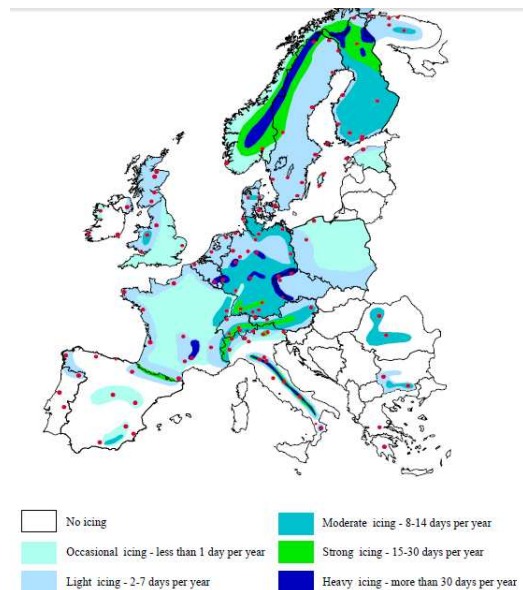 No icing
Occasional icing - less than 1 day per year
Light icing - 2-7 days per year
Moderate icing - 8-14 days per year
Strong icing - 15-30 days per year
Heavy icing - more than 30 days per year